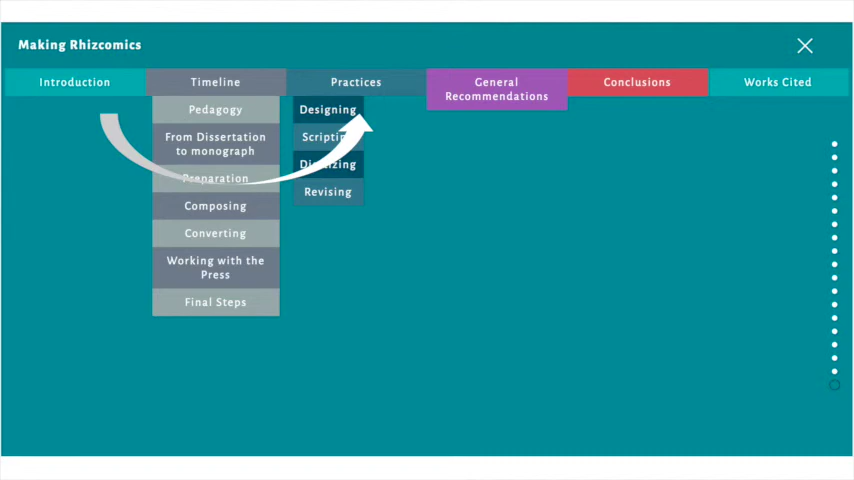 Making Rhizcomics
Introduction
Timeline
Practices
General
Recommendations
Conclusions
Works Cited
Pedagogy
From Dissertation
to monograph
Preparation
Composing
Converting
Working with the
Press
Final Steps
Designing
Revising